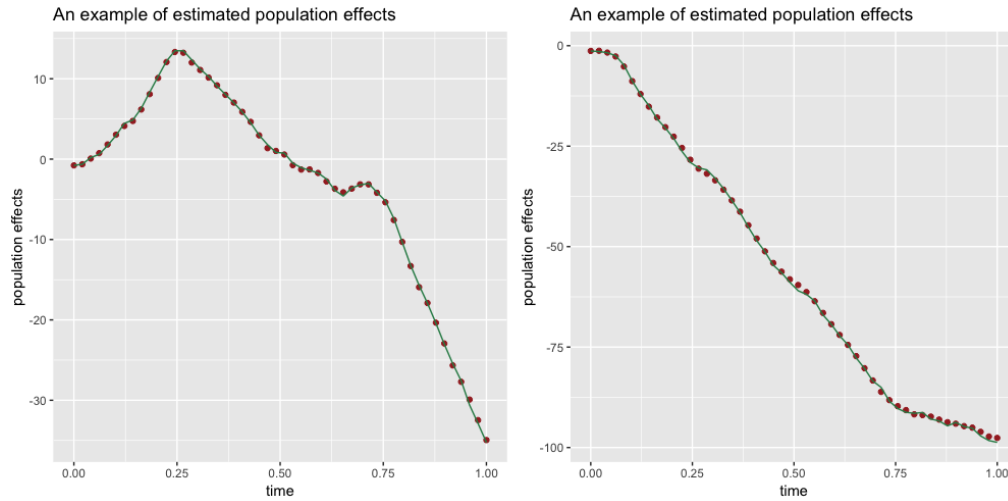 An example of estimated population effects
10
0
-10
-20
-30
population effects
0.00 0.25 0.50 0.75 1.00
time
An example of estimated population effects
0
-25
-50
-75
-100
population effects
0.00 0.25 0.50 0.75 1.00
time